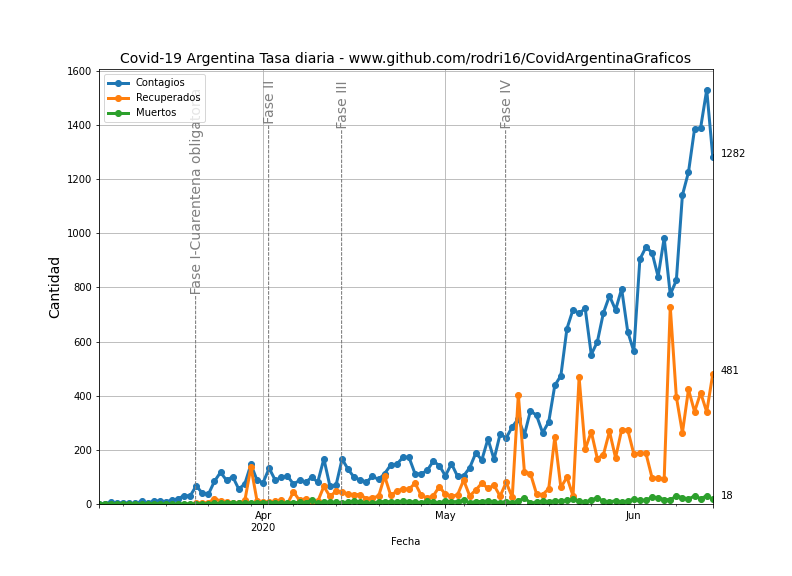 Covid-19 Argentina Tasa diaria - www.github.com/rodri16/CovidArgentinaGraficos
Cantidad
1600
1400
1200
1000
800
600
400
200
0
Contagios
Recuperados
Muertos
Fase I-Cuarentena obligatoria
Fase II
Fase III
Fase IV
1282
481
18
Apr
2020
May
Jun
Fecha